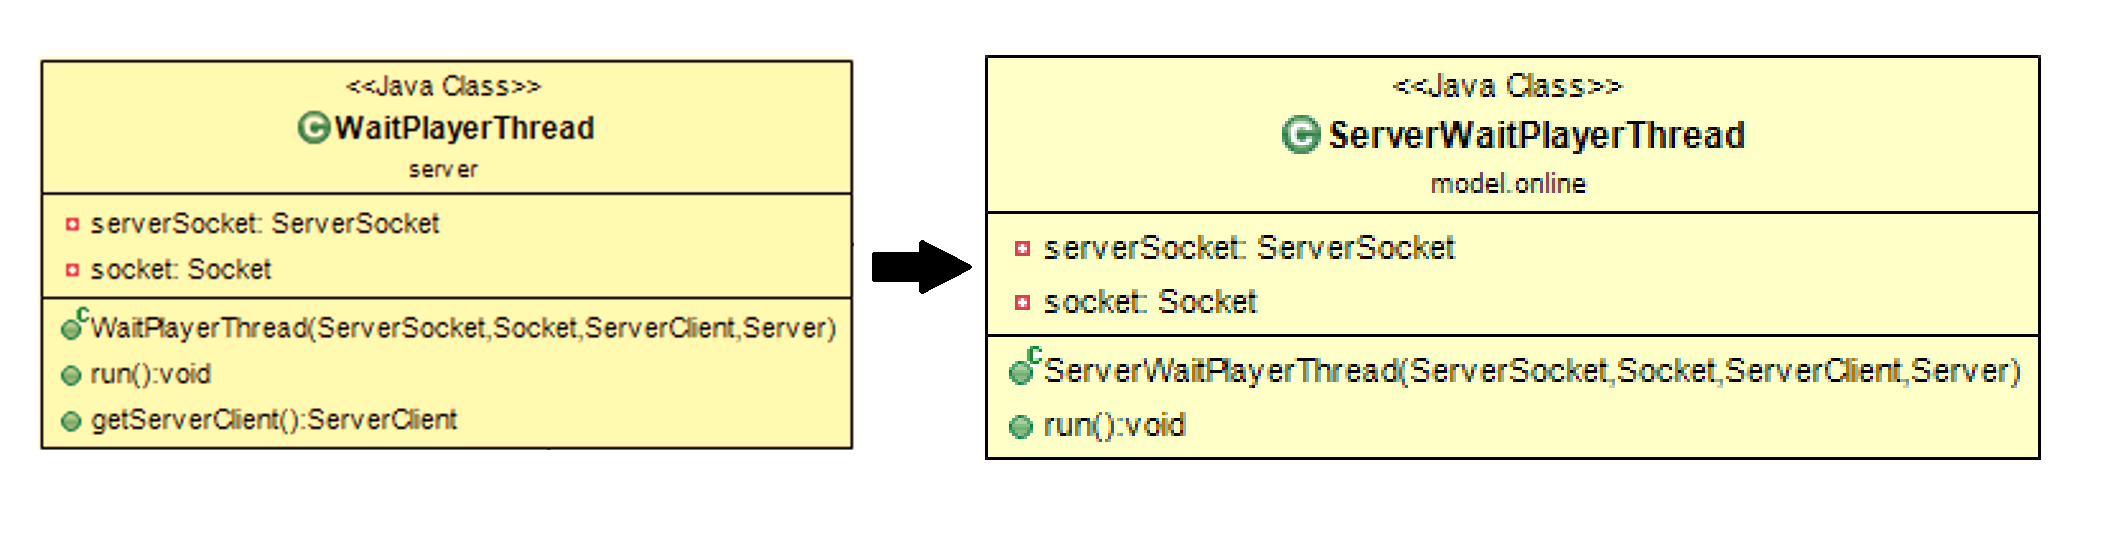 <<Java Class>>
C WaitPlayerThread
server
serverSocket: ServerSocket
socket: Socket
C WaitPlayerThread(ServerSocket,Socket,ServerClient,Server)
run():void
getServerClient():ServerClient
<<Java Class>>
C ServerWaitPlayerThread
model.online
serverSocket: ServerSocket
socket: Socket
C ServerWaitPlayerThread(ServerSocket,Socket,ServerClient,Server)
run():void